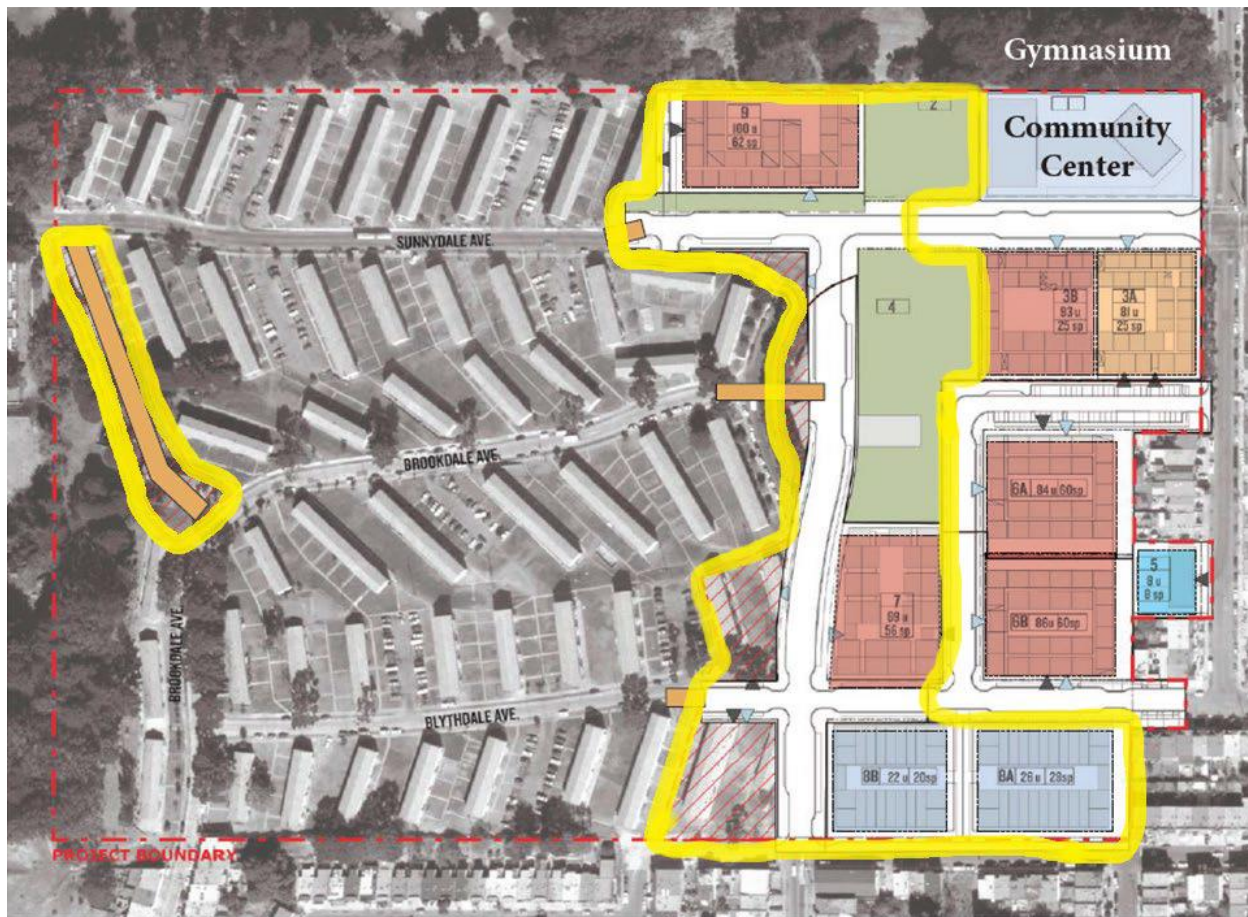 Gymnasium
9
100 u
62 sp
2
Community
Center
SUNNYDALE AVE.
4
3B
93 u
25 sp
3A
81 u
25 sp
BROOKDALE AVE.
6A 84 u 60sp
5
8 u
8 sp
7
69 u
56 sp
6B 86u 60sp
BROOKDALE AVE.
BLYTHDALE AVE.
8B 22 u 20sp
8A 26 u 28sp
PROJECT BOUNDARY